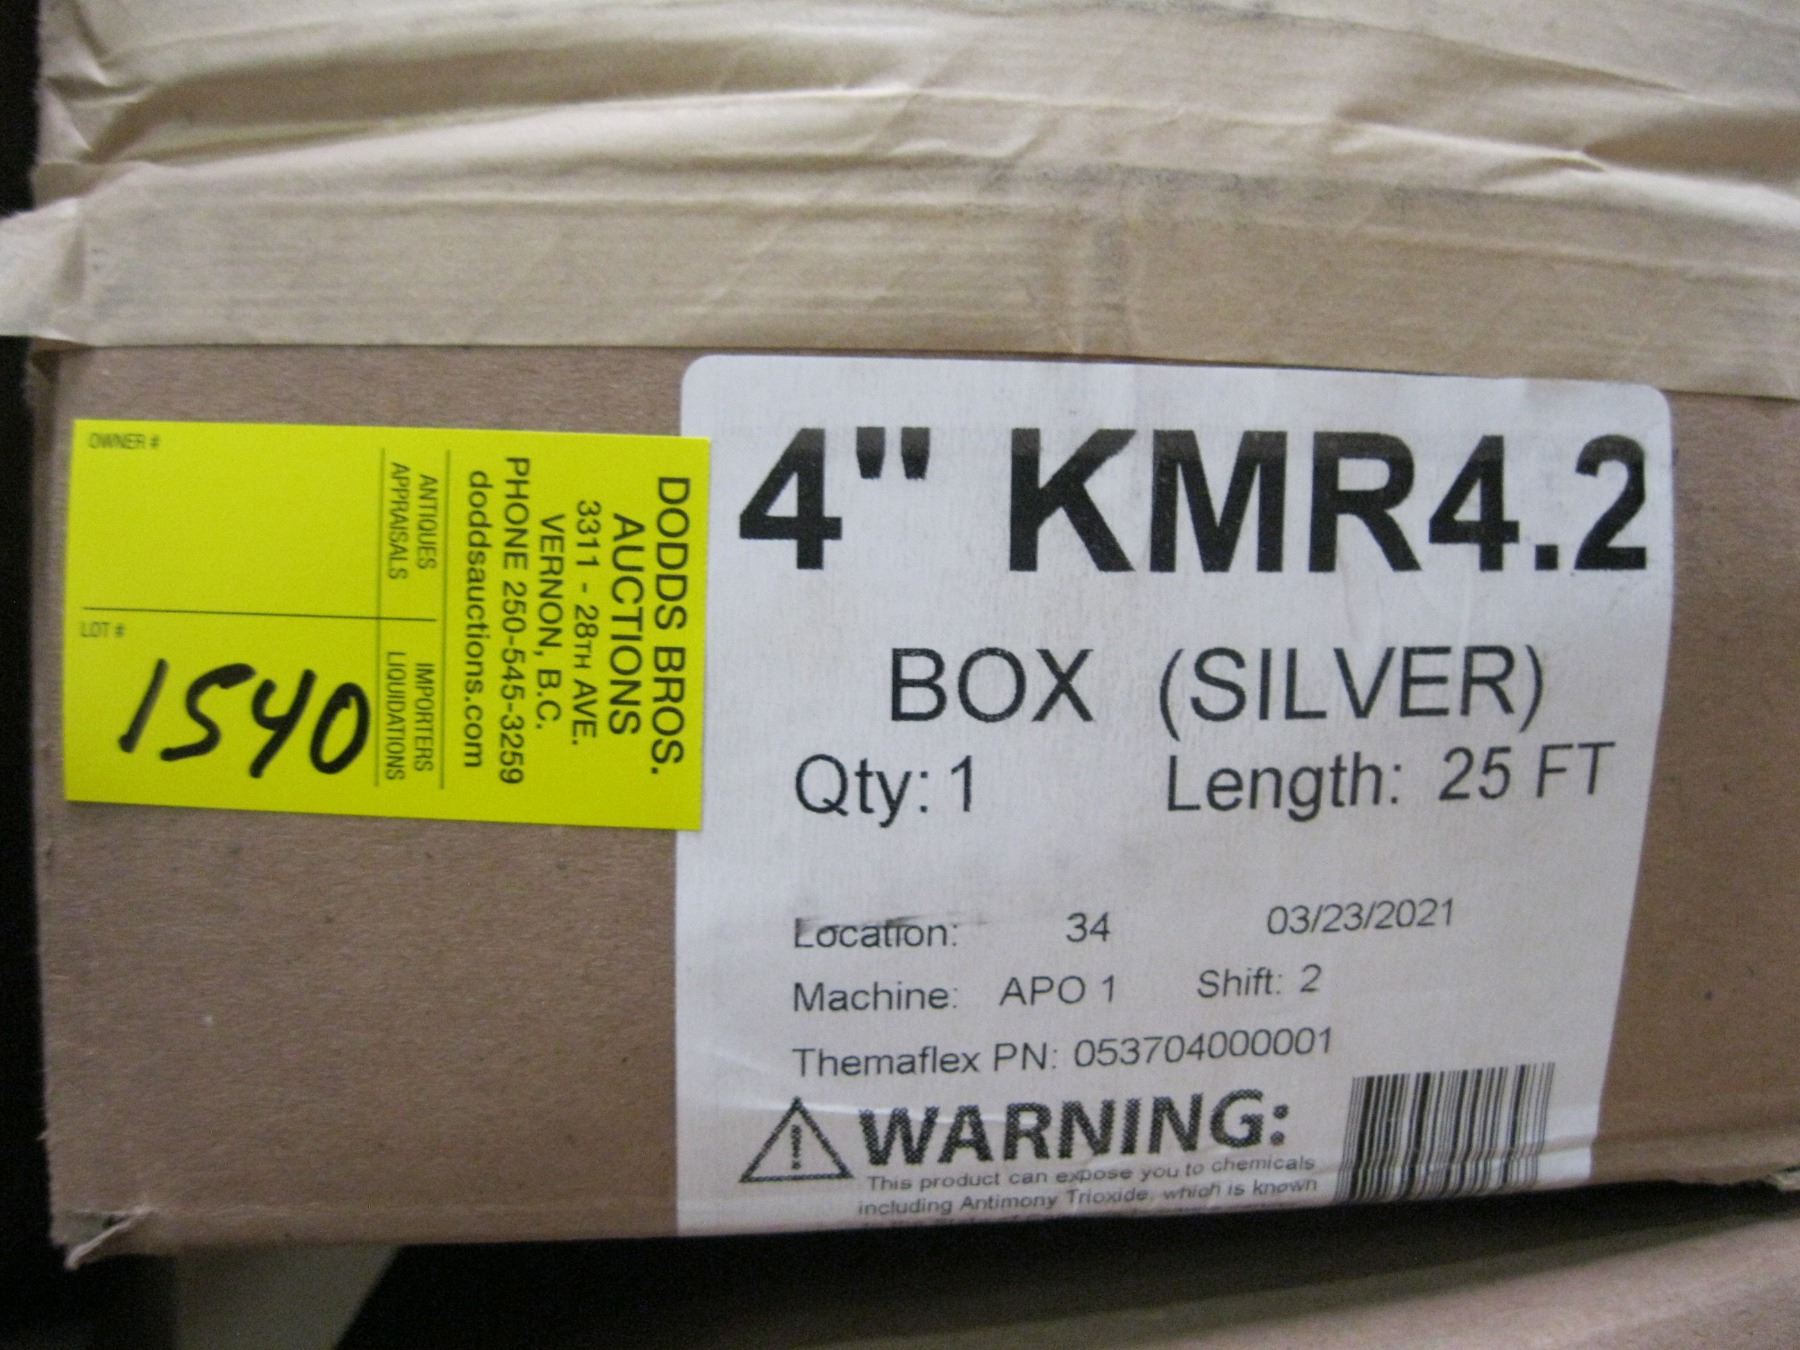 OWNER #
LOT #
1540
ANTIQUES
APPRAISALS
IMPORTERS
LIQUIDATIONS
DODDS BROS.
AUCTIONS
3311 - 28TH AVE.
VERNON, B.C.
PHONE 250-545-3259
doddsauctions.com
4" KMR4.2
BOX (SILVER)
Qty: 1 Length: 25 FT
Location: 34 03/23/2021
Machine: APO 1 Shift: 2
Themaflex PN: 053704000001
WARNING:
This product can expose you to chemicals
including Antimony Trioxide, which is known